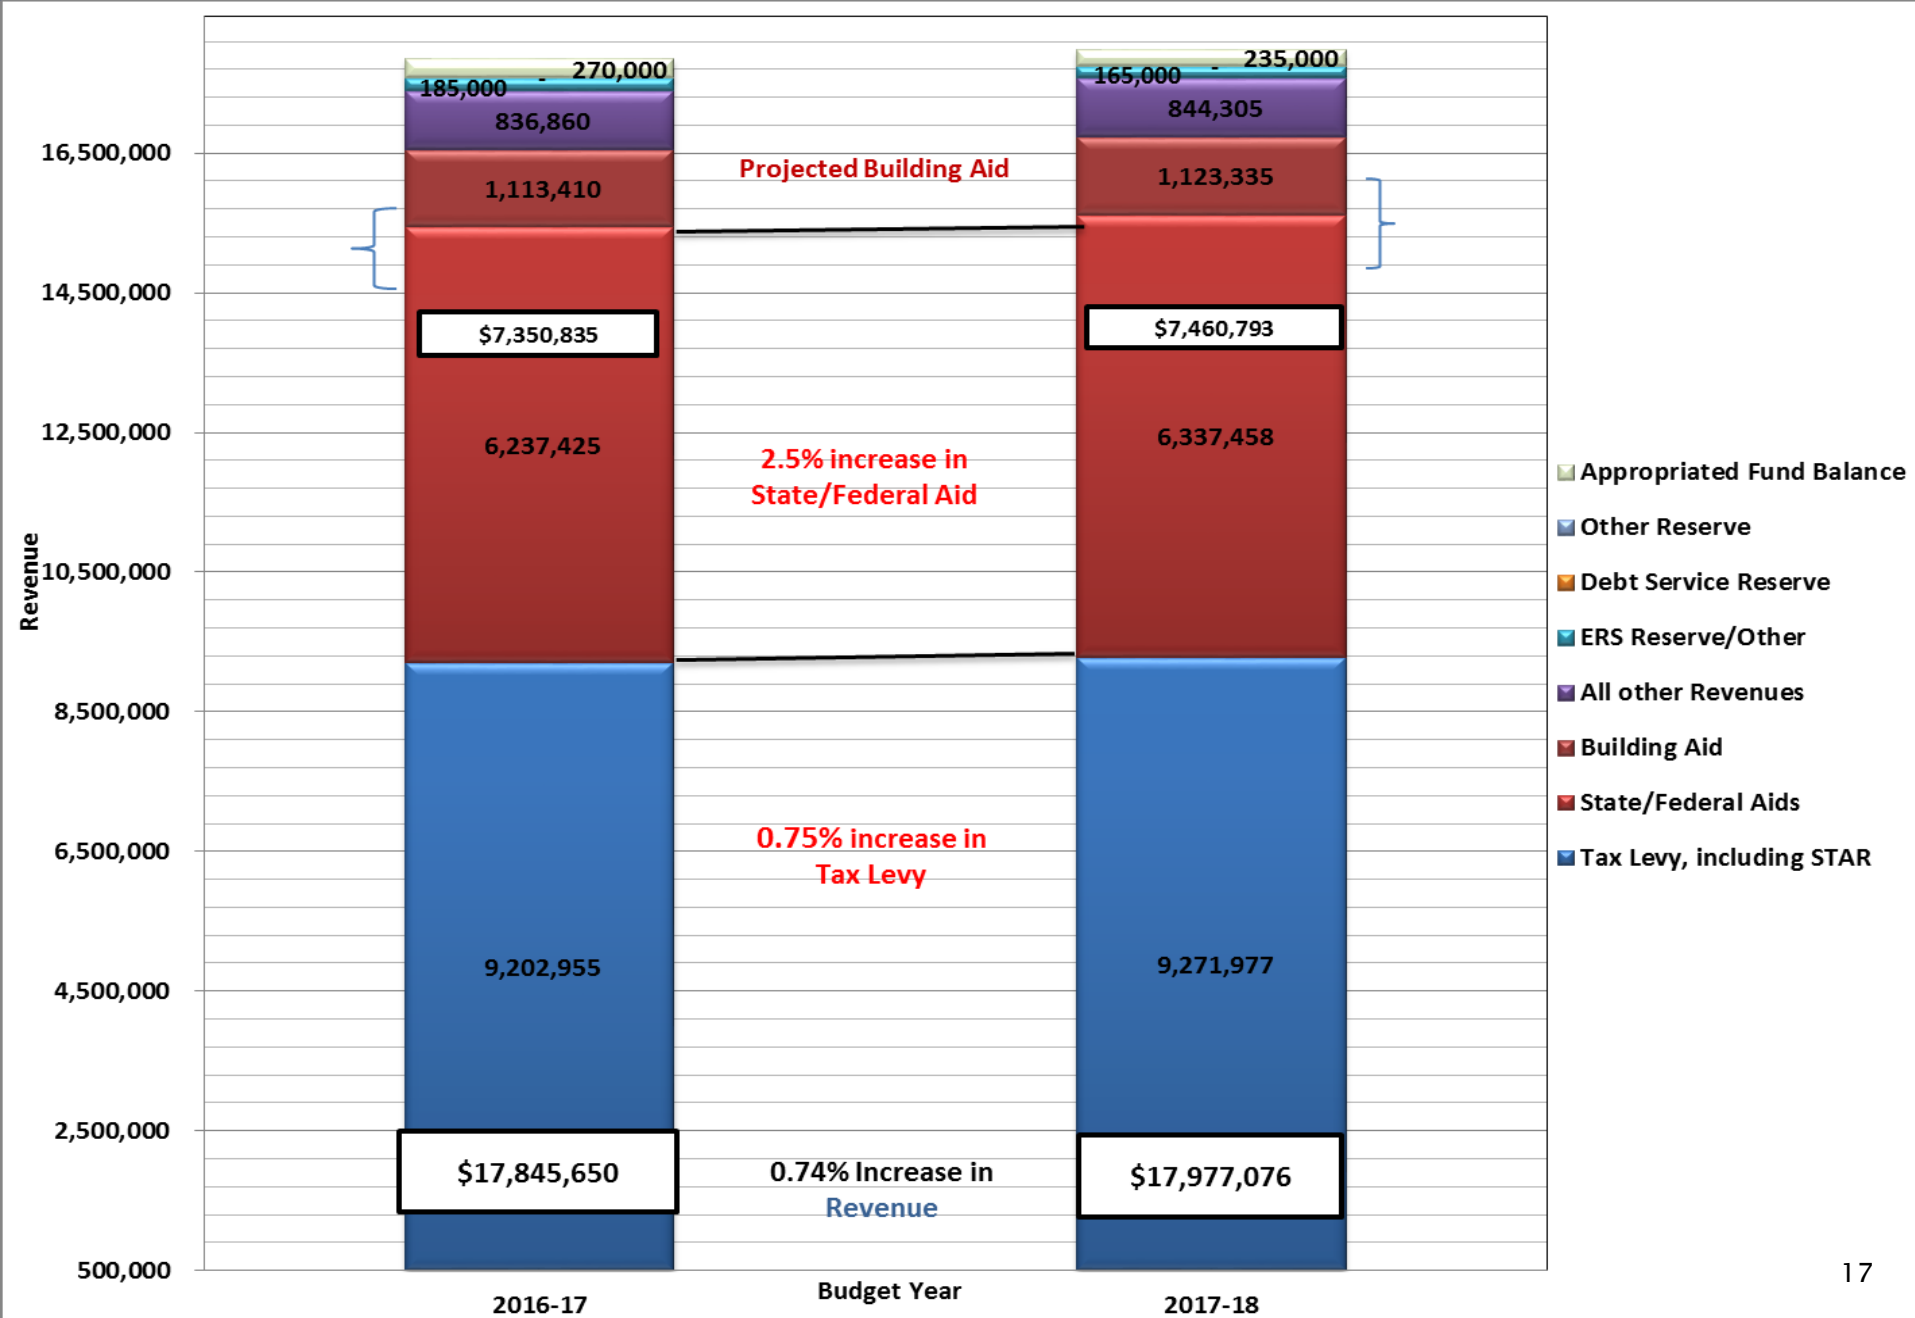 270,000
185,000
-
836,860
1,113,410
$7,350,835
6,237,425
9,202,955
$17,845,650
235,000
165,000
-
844,305
1,123,335
$7,460,793
6,337,458
9,271,977
$17,977,076
Projected Building Aid
2.5% increase in
State/Federal Aid
0.75% increase in
Tax Levy
0.74% Increase in
Revenue
16,500,000
14,500,000
12,500,000
10,500,000
8,500,000
6,500,000
4,500,000
2,500,000
500,000
Revenue
2016-17
Budget Year
2017-18
Appropriated Fund Balance
Other Reserve
Debt Service Reserve
ERS Reserve/Other
All other Revenues
Building Aid
State/Federal Aids
Tax Levy, including STAR
17